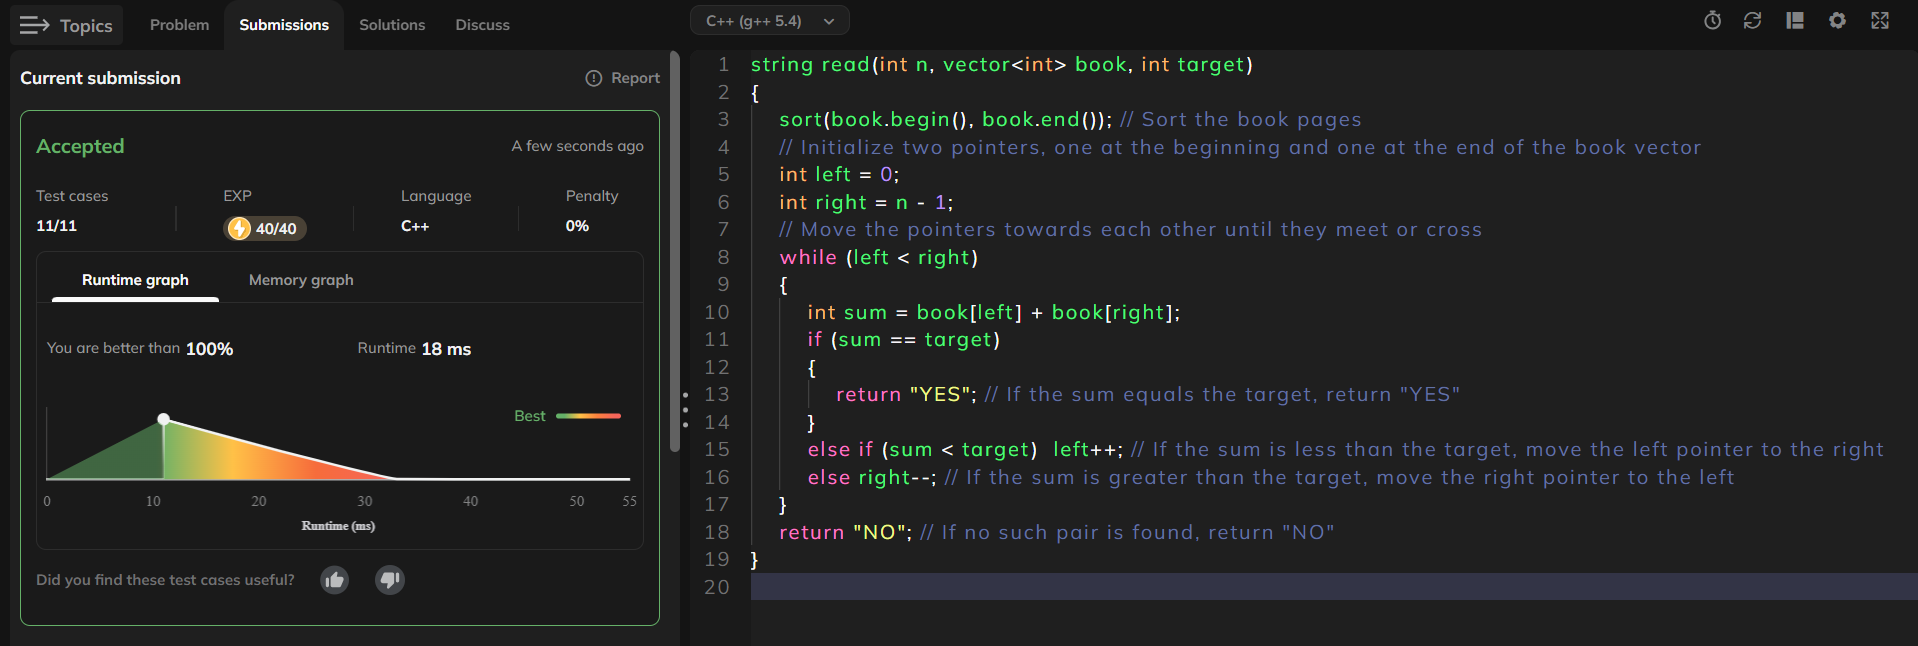 Topics
Problem
Submissions
Solutions
Discuss
C++ (g++ 5.4)
Current submission
Report
Accepted
A few seconds ago
Test cases
EXP
Language
Penalty
11/11
40/40
C++
0%
Runtime graph
Memory graph
You are better than 100%
Runtime 18 ms
Best
0 10 20 30 40 50 55
Runtime (ms)
Did you find these test cases useful?
1 string read(int n, vector<int> book, int target)
2 {
3 sort(book.begin(), book.end()); // Sort the book pages
4 // Initialize two pointers, one at the beginning and one at the end of the book vector
5 int left = 0;
6 int right = n - 1;
7 // Move the pointers towards each other until they meet or cross
8 while (left < right)
9 {
10 int sum = book[left] + book[right];
11 if (sum == target)
12 {
13 return "YES"; // If the sum equals the target, return "YES"
14 }
15 else if (sum < target)  left++; // If the sum is less than the target, move the left pointer to the right
16 else right--; // If the sum is greater than the target, move the right pointer to the left
17 }
18 return "NO"; // If no such pair is found, return "NO"
19 }
20